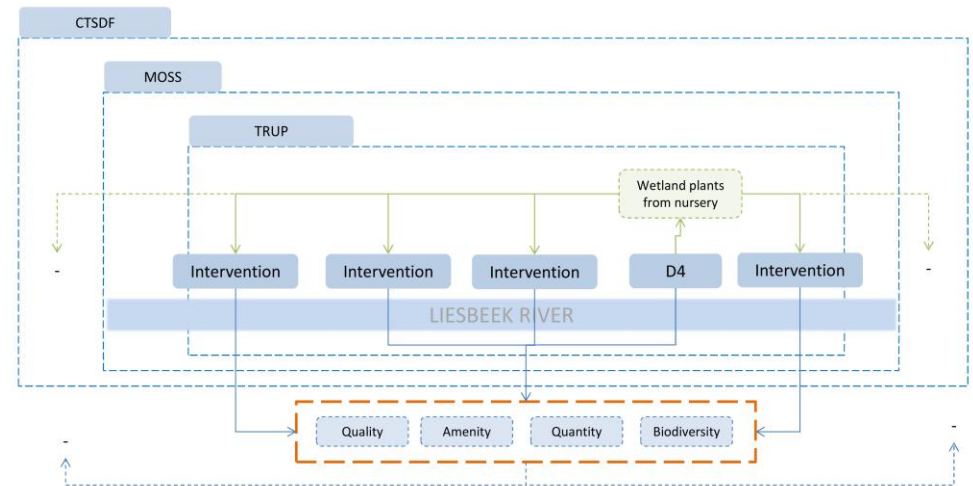 CTSDF
MOSS
TRUP
Wetland plants
from nursery
-
Intervention
Intervention
Intervention
D4
Intervention
-
LIESBEEK RIVER
Quality
Amenity
Quantity
Biodiversity
-
-